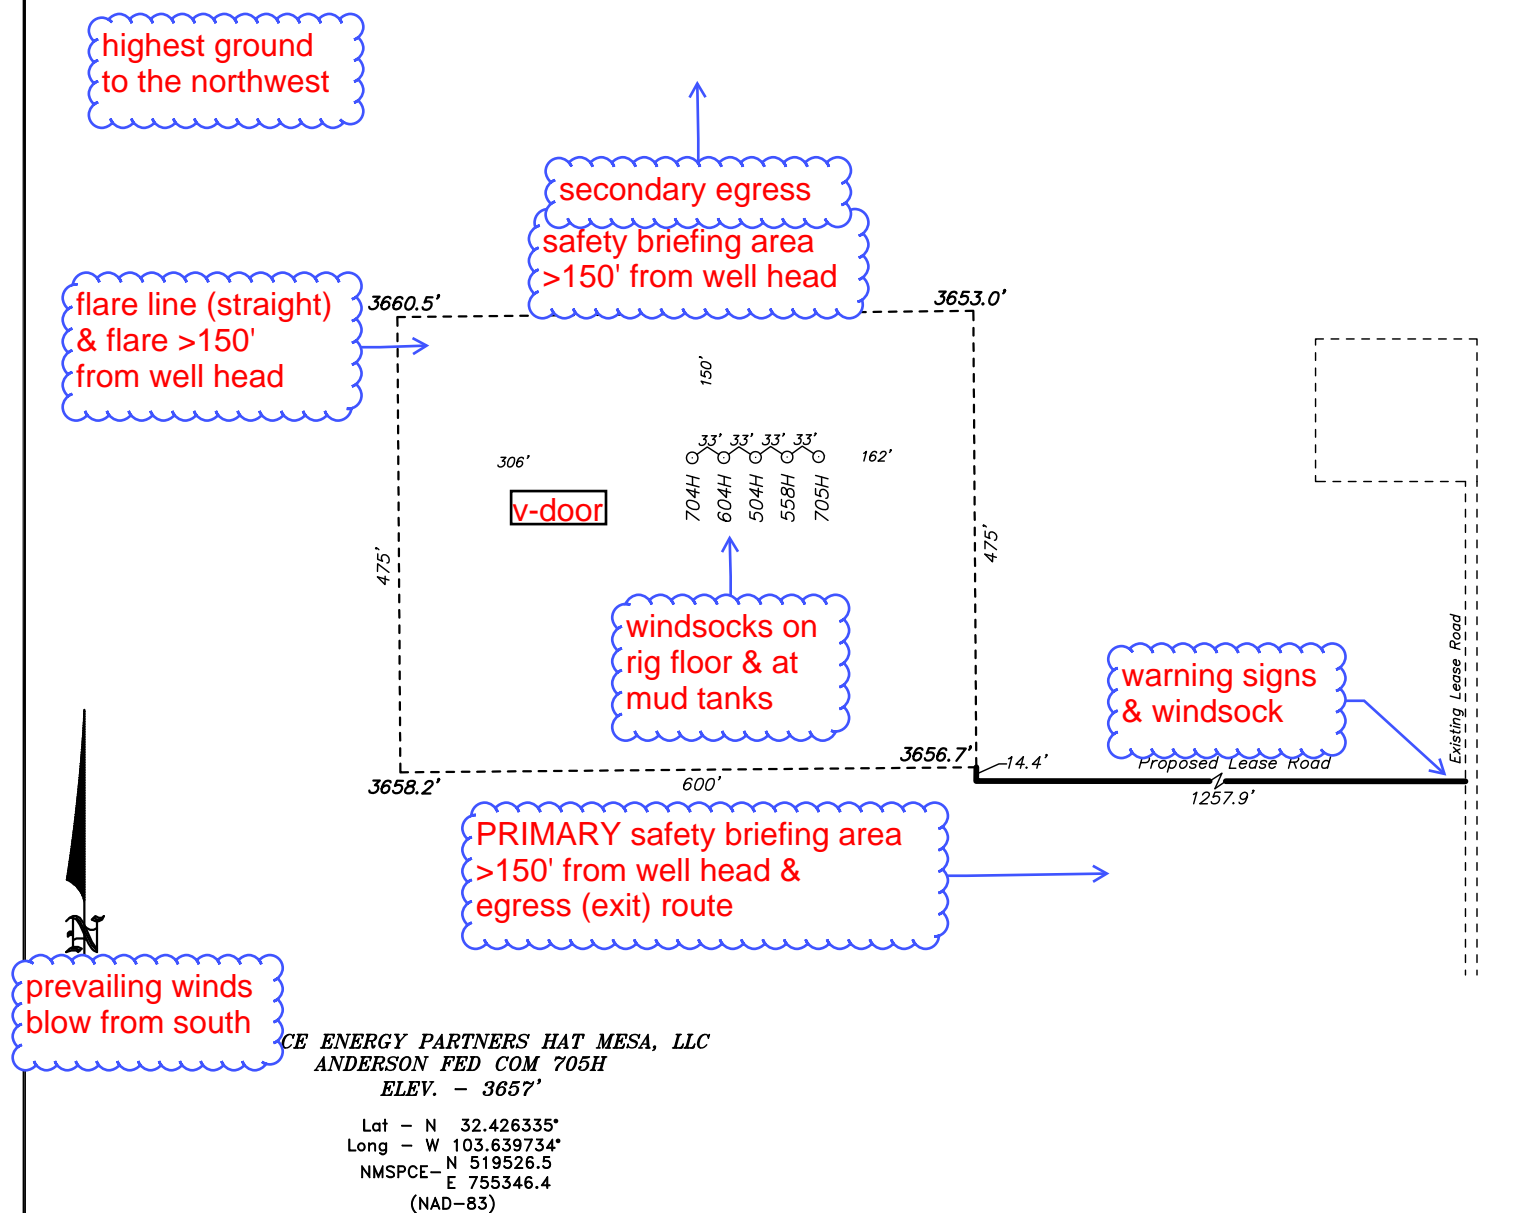 highest ground
to the northwest
secondary egress
safety briefing area
>150' from well head
flare line (straight)
& flare >150'
from well head
3660.5'
3653.0'
150'
33' 33' 33' 33'
306'
162'
v-door
704H
604H
504H
558H
705H
475'
475'
windsocks on
rig floor & at
mud tanks
warning signs
& windsock
Existing Lease Road
3656.7'
14.4'
Proposed Lease Road
1257.9'
3658.2'
600'
PRIMARY safety briefing area
>150' from well head &
egress (exit) route
N
prevailing winds
blow from south
CE ENERGY PARTNERS HAT MESA, LLC
ANDERSON FED COM 705H
ELEV. - 3657'
Lat - N 32.426335°
Long - W 103.639734°
NMSPCE- N 519526.5
E 755346.4
(NAD-83)